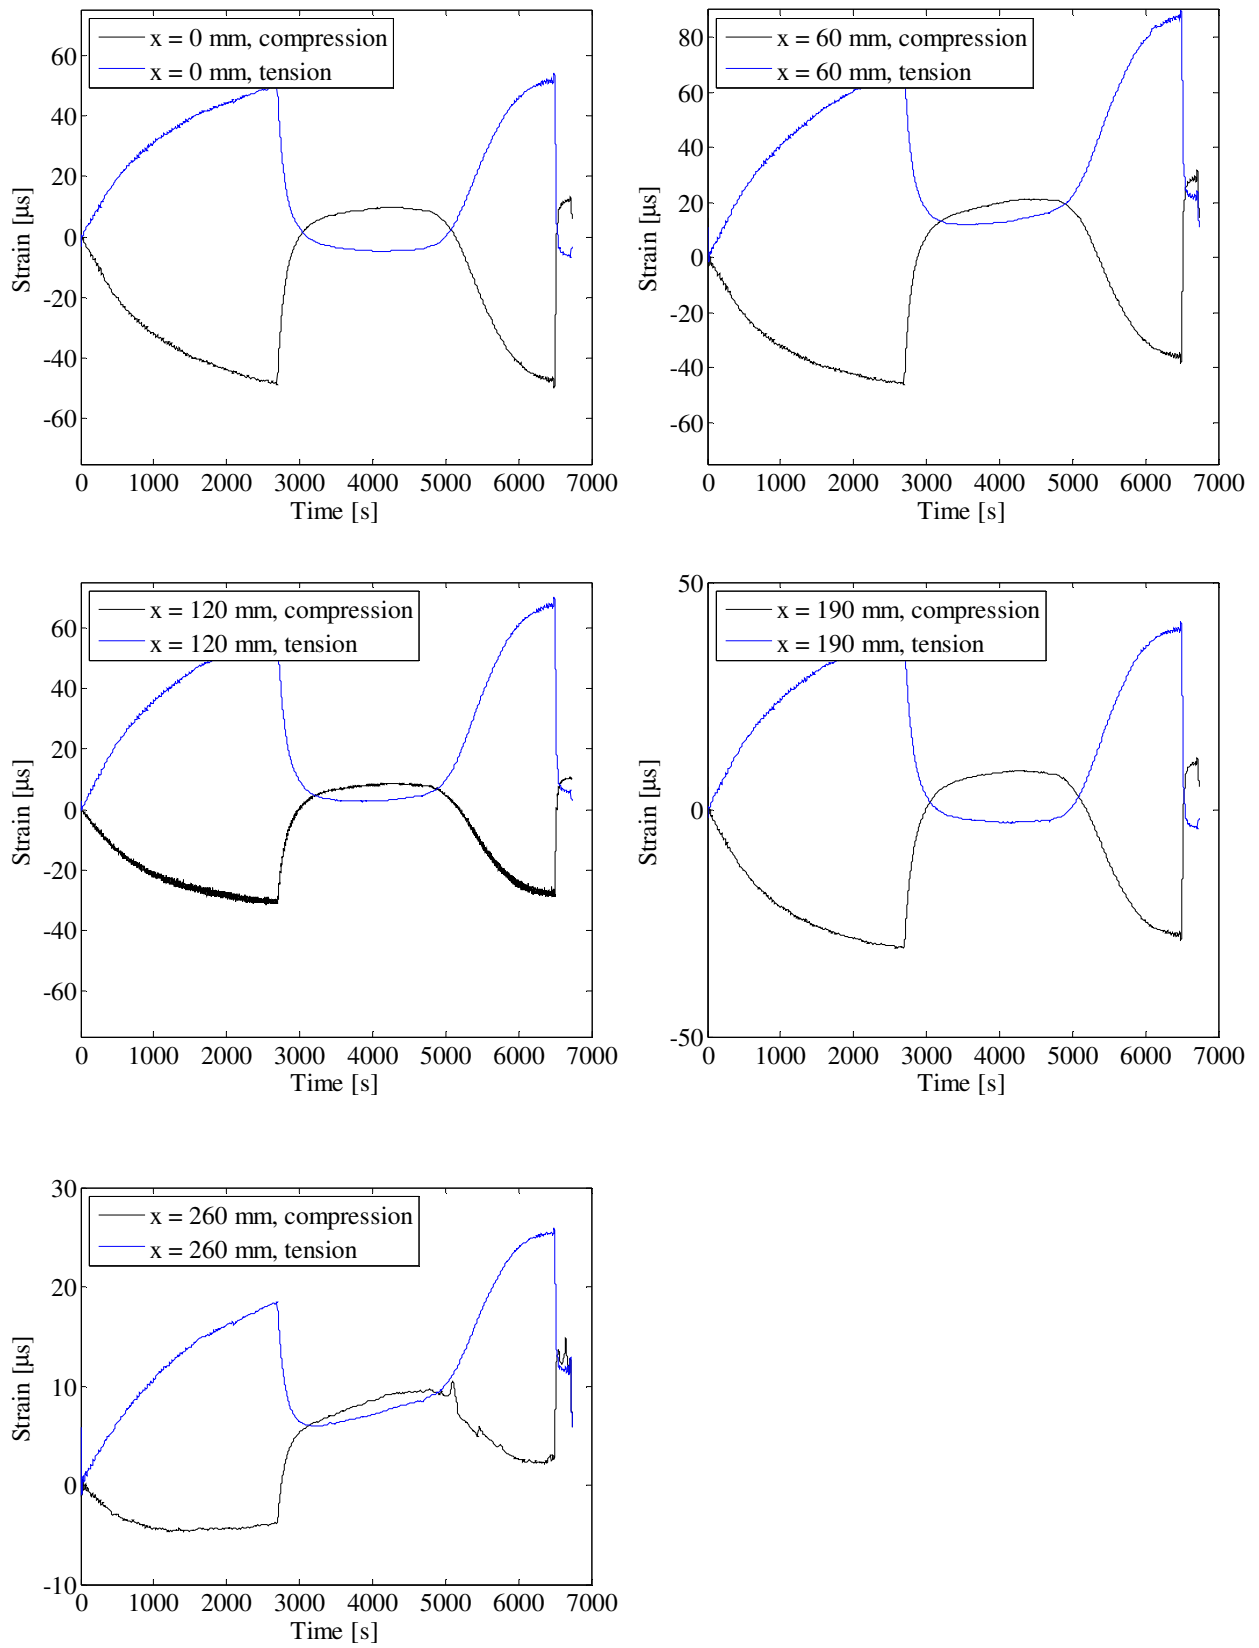 x = 0 mm, compression
x = 0 mm, tension
60
40
20
0
-20
-40
-60
Strain [µs]
0 1000 2000 3000 4000 5000 6000 7000
Time [s]
x = 60 mm, compression
x = 60 mm, tension
80
60
40
20
0
-20
-40
-60
Strain [µs]
0 1000 2000 3000 4000 5000 6000 7000
Time [s]
x = 120 mm, compression
x = 120 mm, tension
60
40
20
0
-20
-40
-60
Strain [µs]
0 1000 2000 3000 4000 5000 6000 7000
Time [s]
x = 190 mm, compression
x = 190 mm, tension
50
0
-50
Strain [µs]
0 1000 2000 3000 4000 5000 6000 7000
Time [s]
x = 260 mm, compression
x = 260 mm, tension
30
20
10
0
-10
Strain [µs]
0 1000 2000 3000 4000 5000 6000 7000
Time [s]